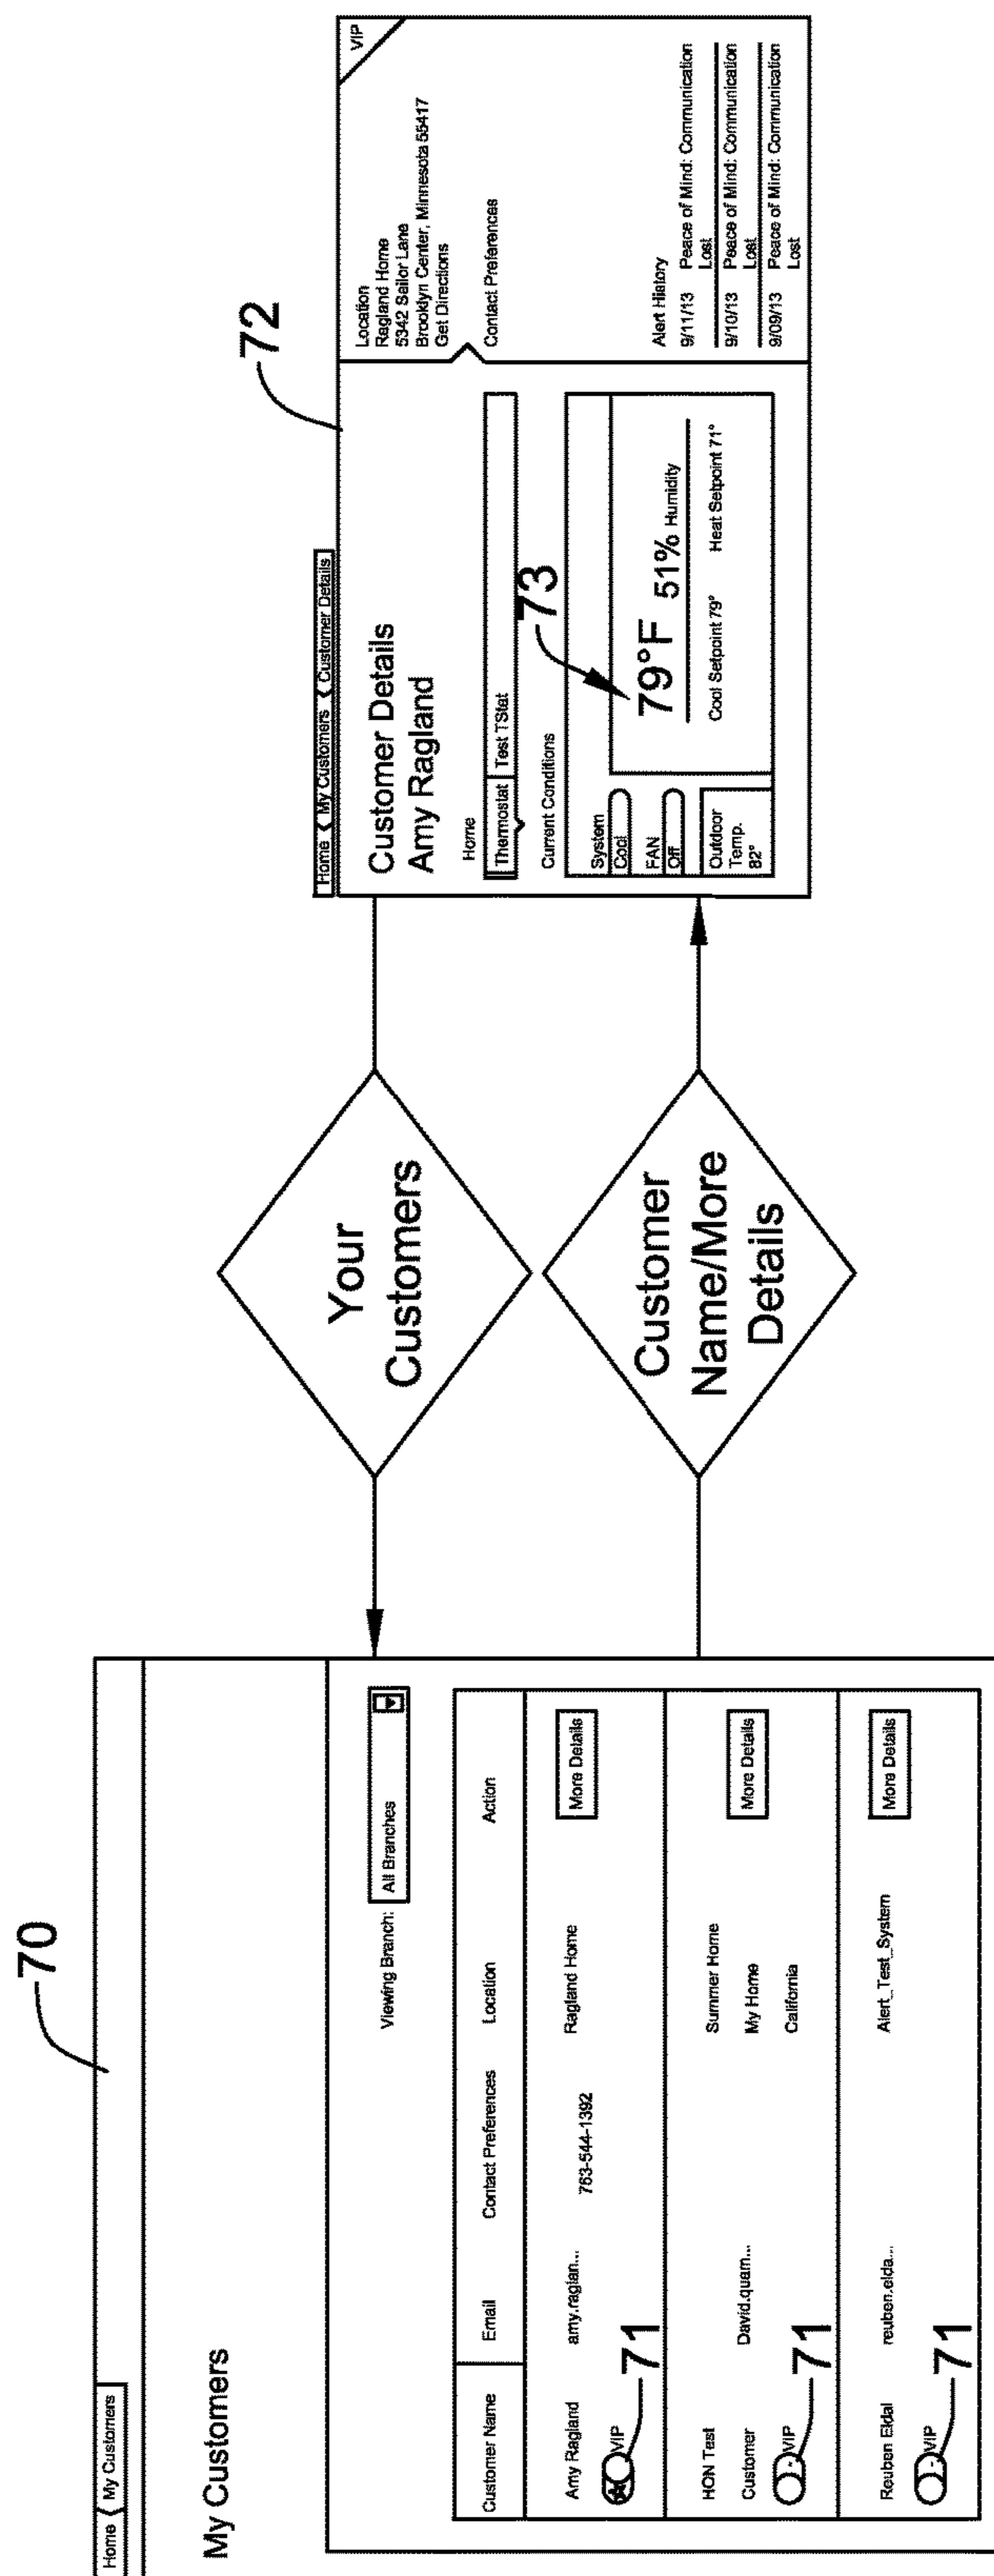 70
Home < My Customers
My Customers
Viewing Branch: All Branches
Customer Name Email Contact Preferences Location Action
Amy Ragland amy.raglan... 763-544-1392 Ragland Home More Details
VIP 71
HON Test Summer Home
Customer David.quam... My Home More Details
VIP 71 California
Reuben Eldal reuben.elda... Alert_Test_System More Details
VIP 71
Your
Customers
Customer
Name/More
Details
72
Home < My Customers < Customer Details
VIP
Customer Details
Amy Ragland
Home
Thermostat Test TStat
73
Current Conditions
System
Cool
FAN
Off
Outdoor
Temp.
82°
79°F 51% Humidity
Cool Setpoint 79° Heat Setpoint 71°
Location
Ragland Home
5342 Sailor Lane
Brooklyn Center, Minnesota 55417
Get Directions
Contact Preferences
Alert History
9/11/13 Peace of Mind: Communication
Lost
9/10/13 Peace of Mind: Communication
Lost
9/09/13 Peace of Mind: Communication
Lost